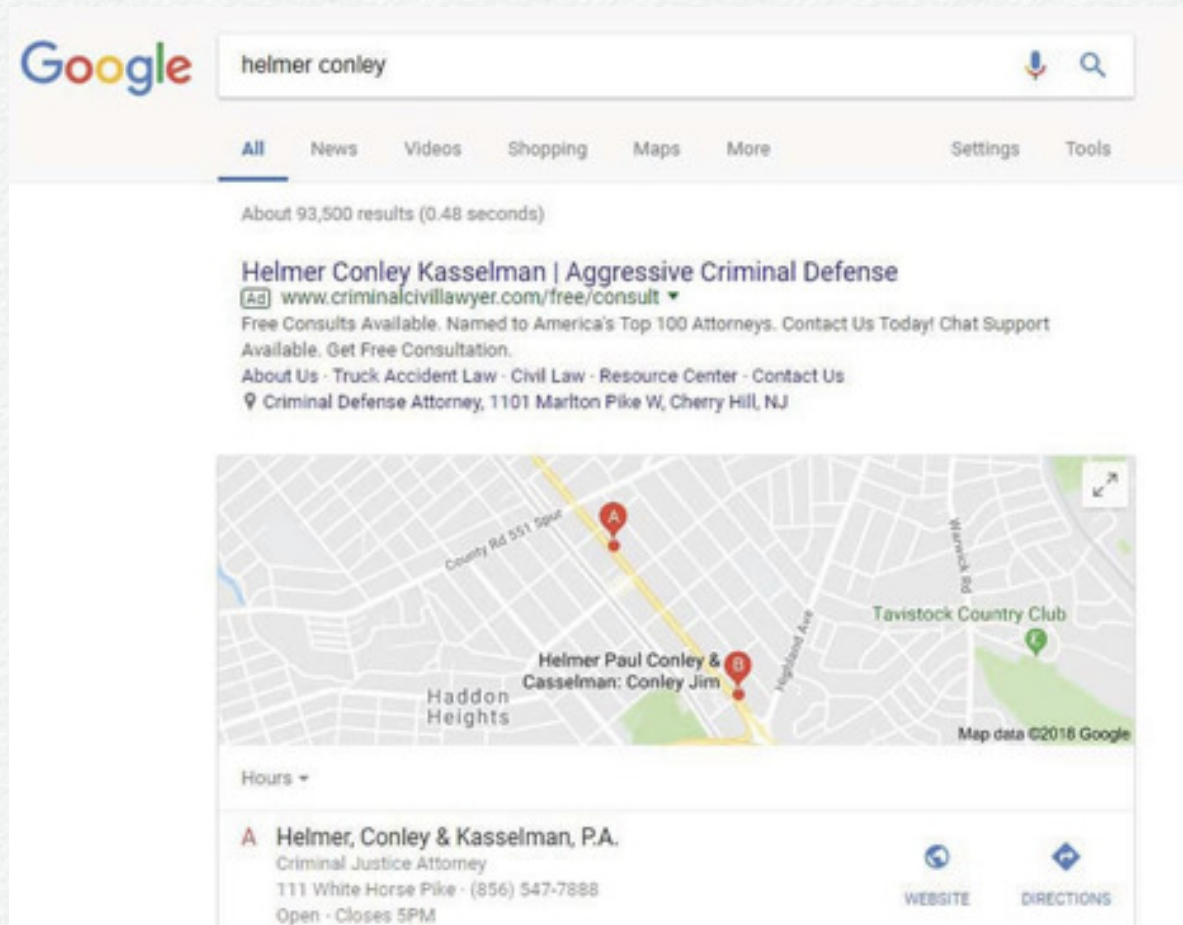 Google
helmer conley
All News Videos Shopping Maps More Settings Tools
About 93,500 results (0.48 seconds)
Helmer Conley Kasselman | Aggressive Criminal Defense
Ad www.criminalcivillawyer.com/free/consult
Free Consults Available. Named to America's Top 100 Attorneys. Contact Us Today! Chat Support
Available. Get Free Consultation.
About Us · Truck Accident Law · Civil Law · Resource Center · Contact Us
Criminal Defense Attorney, 1101 Marlton Pike W, Cherry Hill, NJ
A
County Rd 551 Spur
Warwick Rd
Tavistock Country Club
Highland Ave
Helmer Paul Conley &
Casselman: Conley Jim
B
Haddon
Heights
Map data ©2018 Google
Hours
A Helmer, Conley & Kasselman, P.A.
Criminal Justice Attorney
111 White Horse Pike · (856) 547-7888
Open · Closes 5PM
WEBSITE DIRECTIONS